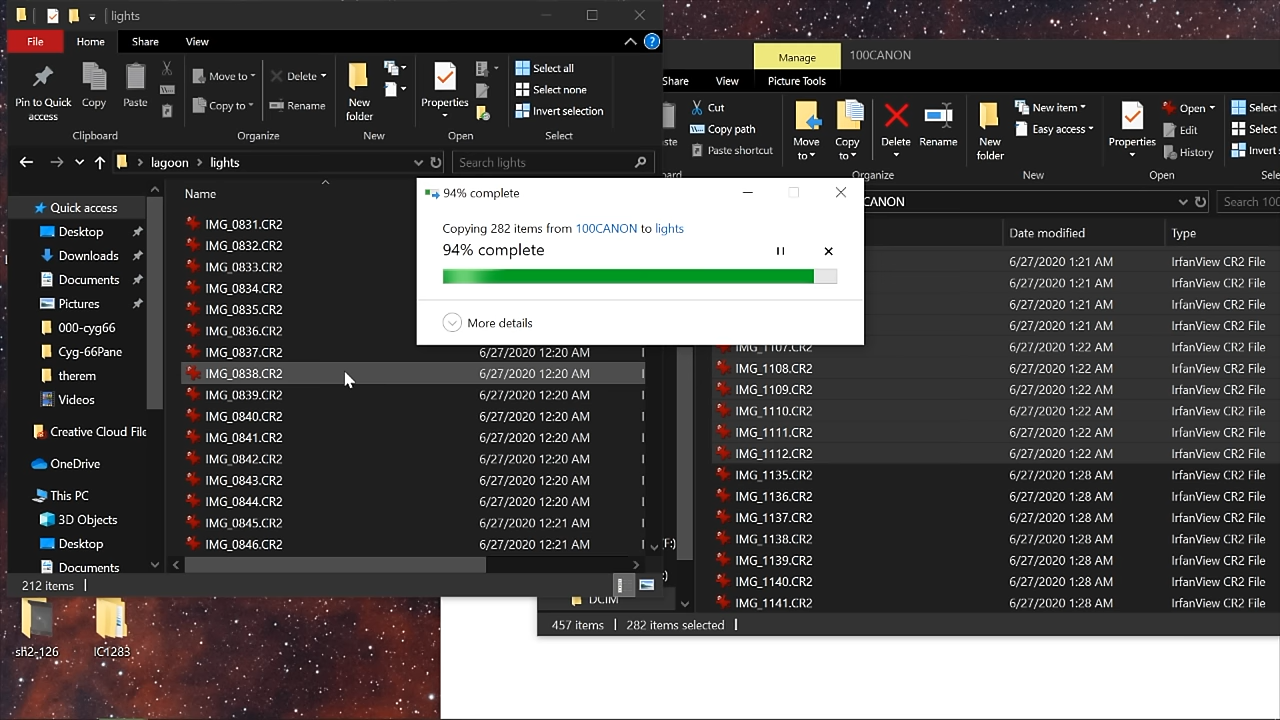 lights
File Home Share View
Pin to Quick access
Copy
Paste
Clipboard
Move to
Copy to
Delete
Rename
Organize
New folder
New
Properties
Open
Select all
Select none
Invert selection
Select
lagoon > lights
Search lights
Quick access
Desktop
Downloads
Documents
Pictures
000-cyg66
Cyg-66Pane
therem
Videos
Creative Cloud File
OneDrive
This PC
3D Objects
Desktop
Documents
Name
IMG_0831.CR2
IMG_0832.CR2
IMG_0833.CR2
IMG_0834.CR2
IMG_0835.CR2
IMG_0836.CR2
IMG_0837.CR2 6/27/2020 12:20 AM
IMG_0838.CR2 6/27/2020 12:20 AM
IMG_0839.CR2 6/27/2020 12:20 AM
IMG_0840.CR2 6/27/2020 12:20 AM
IMG_0841.CR2 6/27/2020 12:20 AM
IMG_0842.CR2 6/27/2020 12:20 AM
IMG_0843.CR2 6/27/2020 12:20 AM
IMG_0844.CR2 6/27/2020 12:20 AM
IMG_0845.CR2 6/27/2020 12:21 AM
IMG_0846.CR2 6/27/2020 12:21 AM
212 items
94% complete
Copying 282 items from 100CANON to lights
94% complete
More details
Manage 100CANON
Share View Picture Tools
Cut
Copy path
Paste shortcut
Move to
Copy to
Delete
Rename
Organize
New folder
New item
Easy access
New
Properties
Open
Edit
History
Open
Select
Select
Invert s
CANON
Search 100
Date modified Type
6/27/2020 1:21 AM IrfanView CR2 File
6/27/2020 1:21 AM IrfanView CR2 File
6/27/2020 1:21 AM IrfanView CR2 File
6/27/2020 1:21 AM IrfanView CR2 File
IMG_1107.CR2 6/27/2020 1:22 AM IrfanView CR2 File
IMG_1108.CR2 6/27/2020 1:22 AM IrfanView CR2 File
IMG_1109.CR2 6/27/2020 1:22 AM IrfanView CR2 File
IMG_1110.CR2 6/27/2020 1:22 AM IrfanView CR2 File
IMG_1111.CR2 6/27/2020 1:22 AM IrfanView CR2 File
IMG_1112.CR2 6/27/2020 1:22 AM IrfanView CR2 File
IMG_1135.CR2 6/27/2020 1:28 AM IrfanView CR2 File
IMG_1136.CR2 6/27/2020 1:28 AM IrfanView CR2 File
IMG_1137.CR2 6/27/2020 1:28 AM IrfanView CR2 File
IMG_1138.CR2 6/27/2020 1:28 AM IrfanView CR2 File
IMG_1139.CR2 6/27/2020 1:28 AM IrfanView CR2 File
IMG_1140.CR2 6/27/2020 1:28 AM IrfanView CR2 File
IMG_1141.CR2 6/27/2020 1:28 AM IrfanView CR2 File
DCIM
457 items 282 items selected
sh2-126
IC1283